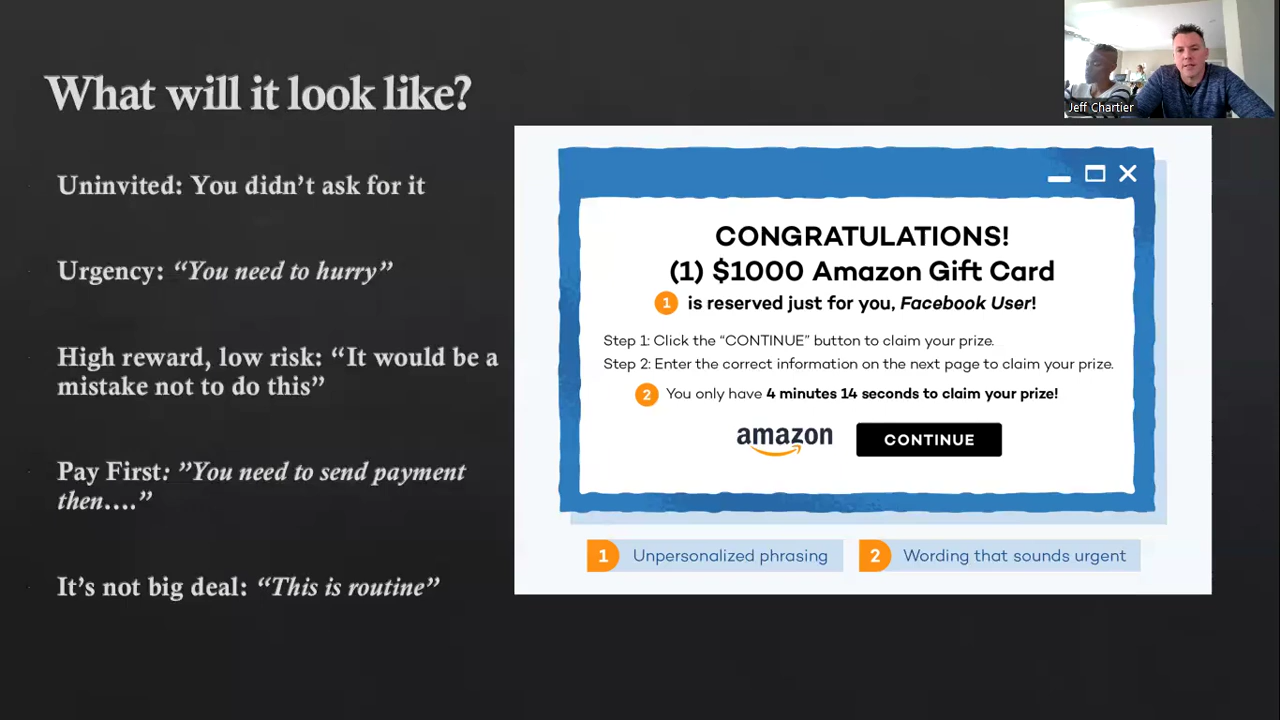 What will it look like?
Jeff Chartier
Uninvited: You didn’t ask for it
Urgency: “You need to hurry”
High reward, low risk: “It would be a
mistake not to do this”
Pay First: ”You need to send payment
then….”
It’s not big deal: “This is routine”
CONGRATULATIONS!
(1) $1000 Amazon Gift Card
1 is reserved just for you, Facebook User!
Step 1: Click the “CONTINUE” button to claim your prize.
Step 2: Enter the correct information on the next page to claim your prize.
2 You only have 4 minutes 14 seconds to claim your prize!
amazon CONTINUE
1 Unpersonalized phrasing 2 Wording that sounds urgent